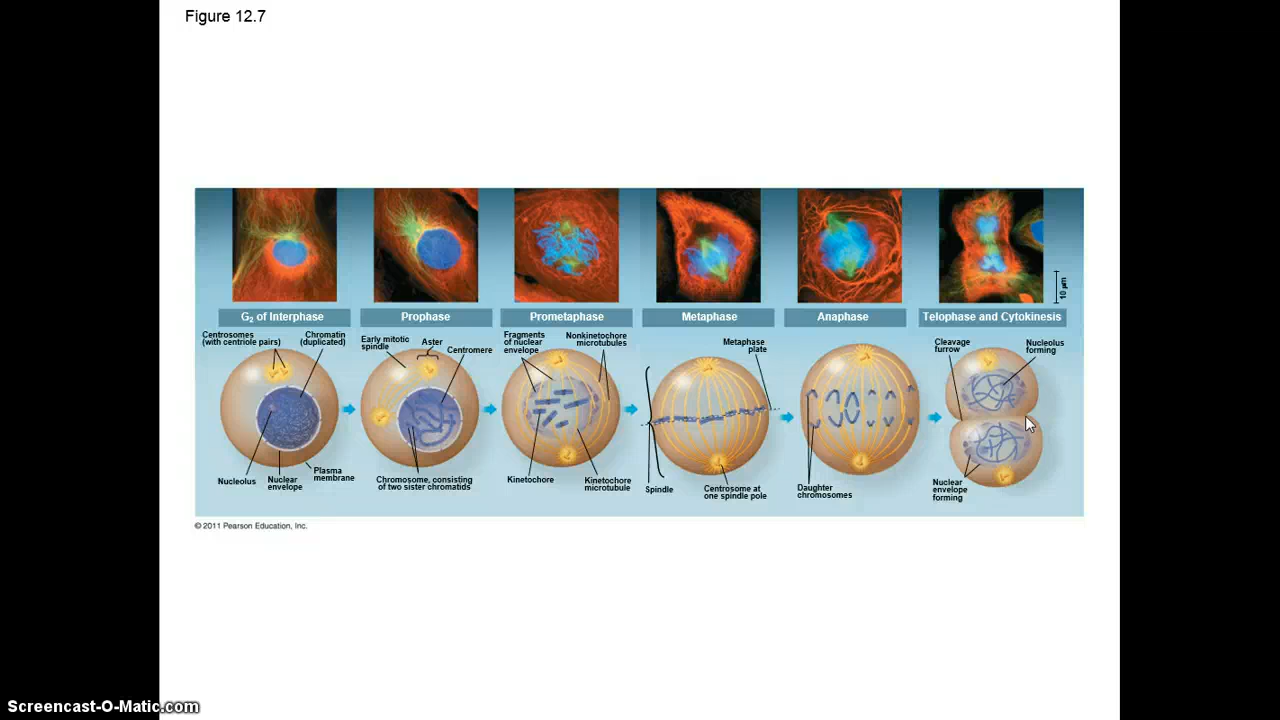 Figure 12.7
10 μm
G₂ of Interphase
Prophase
Prometaphase
Metaphase
Anaphase
Telophase and Cytokinesis
Centrosomes
(with centriole pairs)
Chromatin
(duplicated)
Nucleolus
Nuclear
envelope
Plasma
membrane
Early mitotic
spindle
Aster
Centromere
Chromosome, consisting
of two sister chromatids
Fragments
of nuclear
envelope
Nonkinetochore
microtubules
Kinetochore
Kinetochore
microtubule
Metaphase
plate
Spindle
Centrosome at
one spindle pole
Daughter
chromosomes
Cleavage
furrow
Nucleolus
forming
Nuclear
envelope
forming
© 2011 Pearson Education, Inc.
Screencast-O-Matic.com